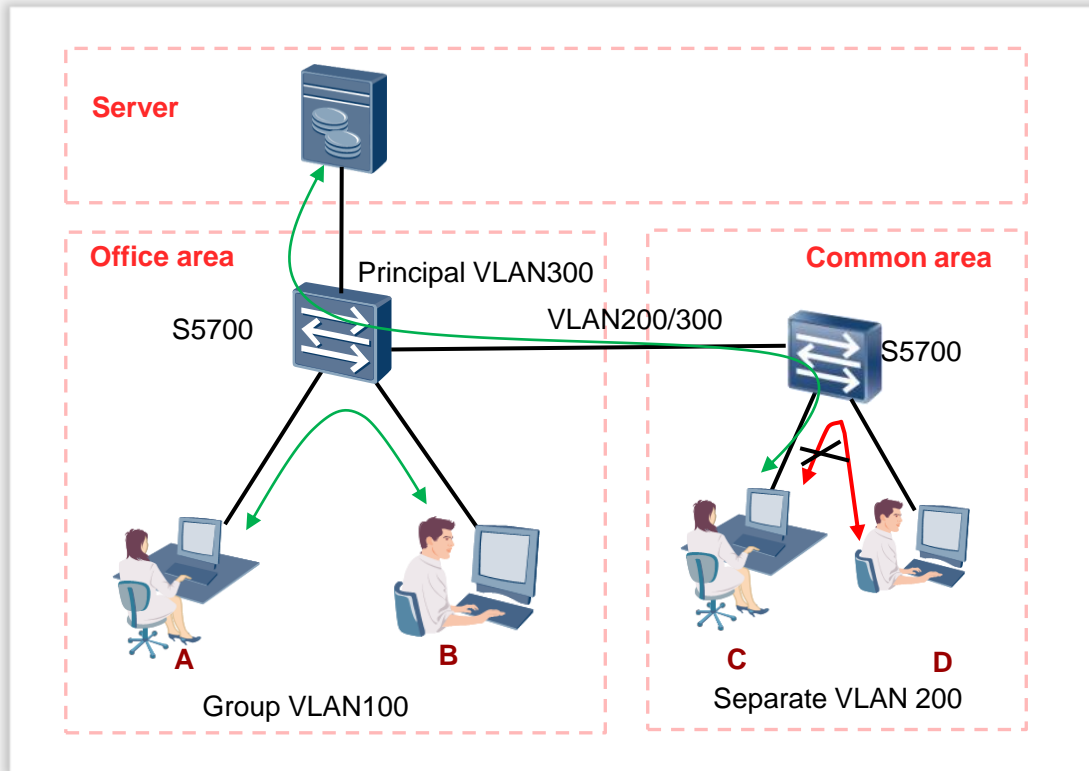 Server
Office area
Common area
Principal VLAN300
VLAN200/300
S5700
S5700
A
B
C
D
Group VLAN100
Separate VLAN 200